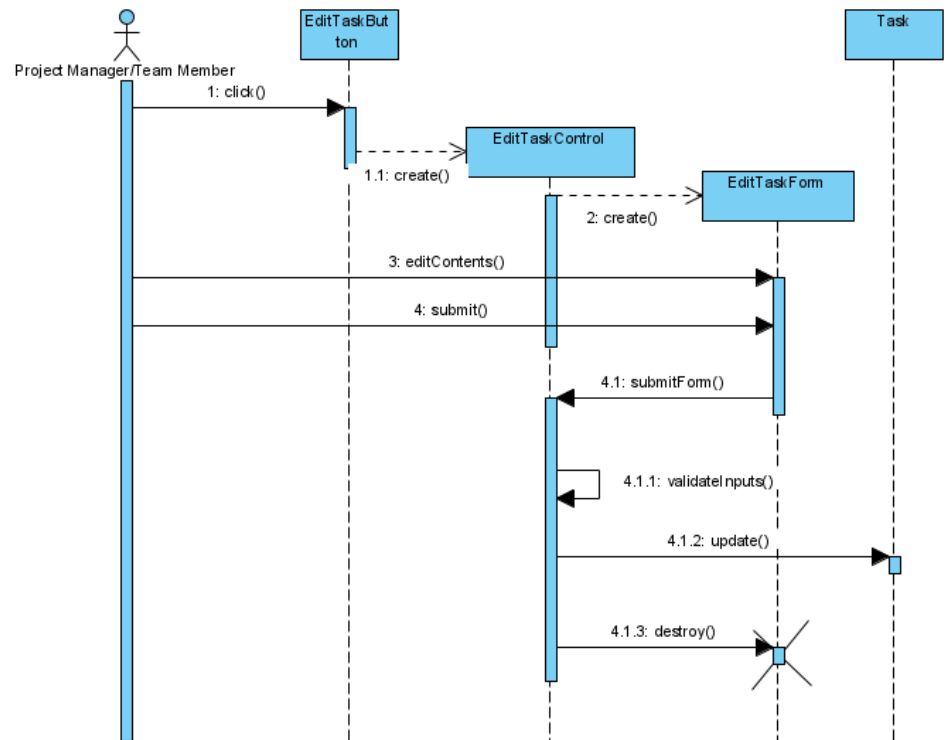 EditTaskBut
ton
Task
Project Manager/Team Member
1: click()
EditTaskControl
1.1: create()
EditTaskForm
2: create()
3: editContents()
4: submit()
4.1: submitForm()
4.1.1: validateInputs()
4.1.2: update()
4.1.3: destroy()